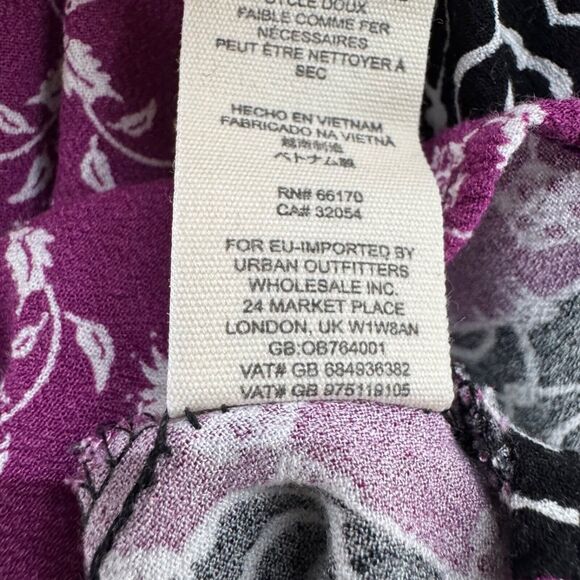 CYCLE DOUX
FAIBLE COMME FER
NÉCESSAIRES
PEUT ÊTRE NETTOYER À
SEC
HECHO EN VIETNAM
FABRICADO NA VIETNÃ
越南制造
ベトナム製
RN# 66170
CA# 32054
FOR EU-IMPORTED BY
URBAN OUTFITTERS
WHOLESALE INC.
24 MARKET PLACE
LONDON, UK W1W8AN
GB:OB764001
VAT# GB 684936382
VAT# GB 975119105